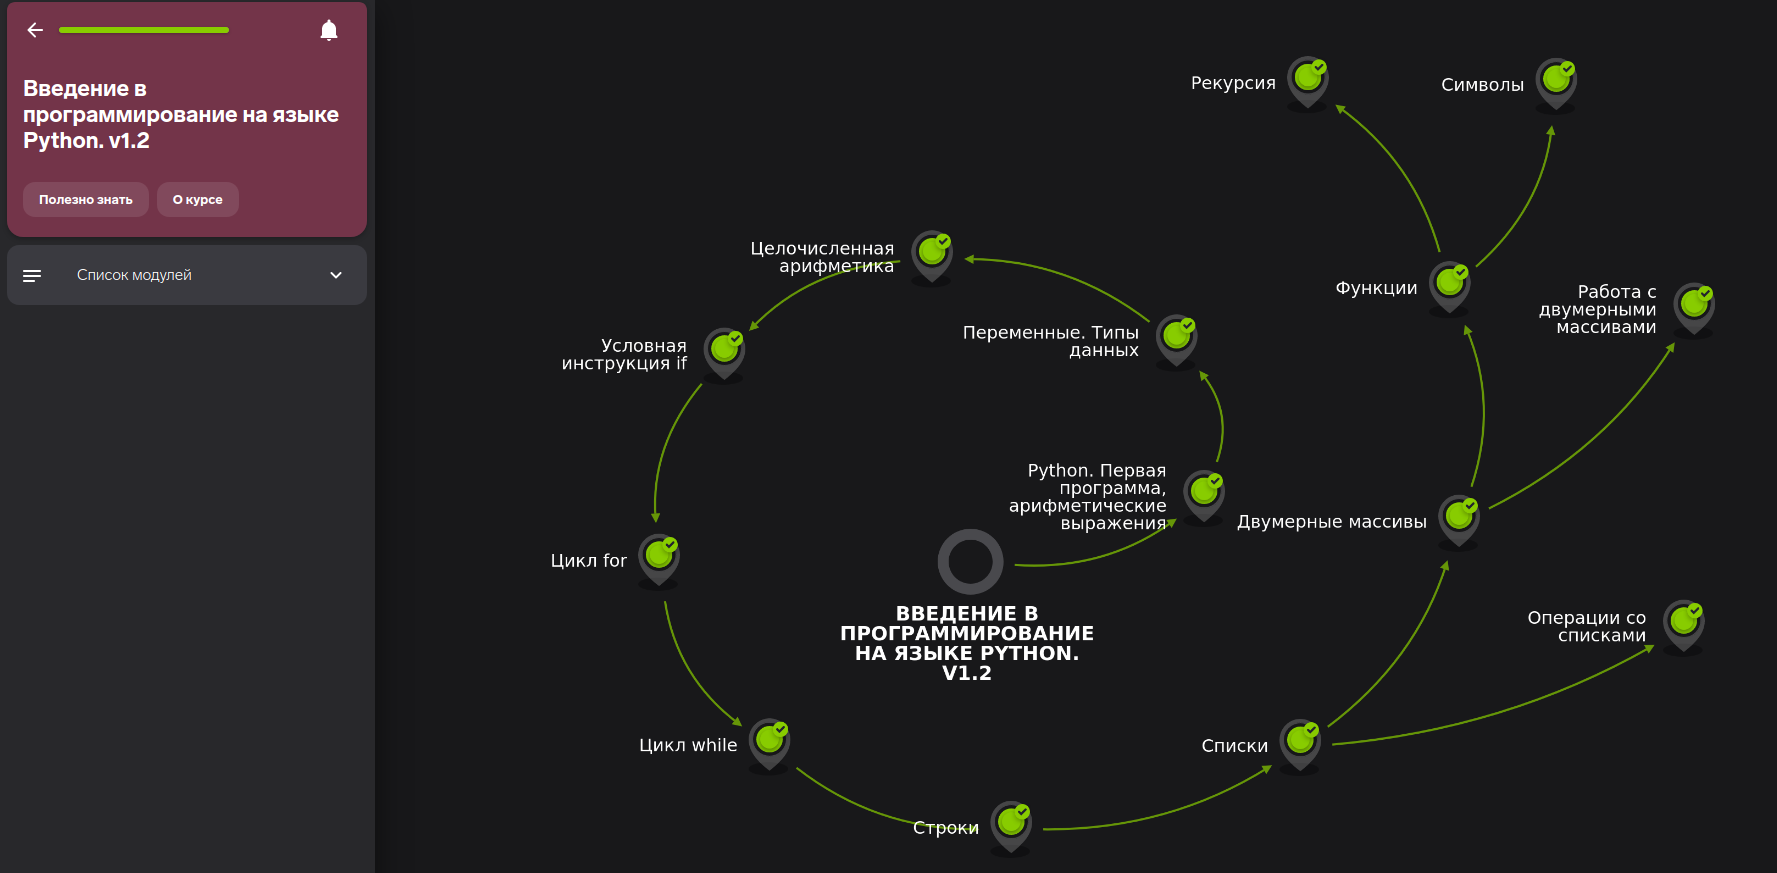 Введение в
программирование на языке
Python. v1.2
Полезно знать
О курсе
Список модулей
Рекурсия
Символы
Целочисленная
арифметика
Функции
Работа с
двумерными
массивами
Переменные. Типы
данных
Условная
инструкция if
Python. Первая
программа,
арифметические
выражения
Двумерные массивы
Цикл for
ВВЕДЕНИЕ В
ПРОГРАММИРОВАНИЕ
НА ЯЗЫКЕ PYTHON.
V1.2
Операции со
списками
Цикл while
Списки
Строки